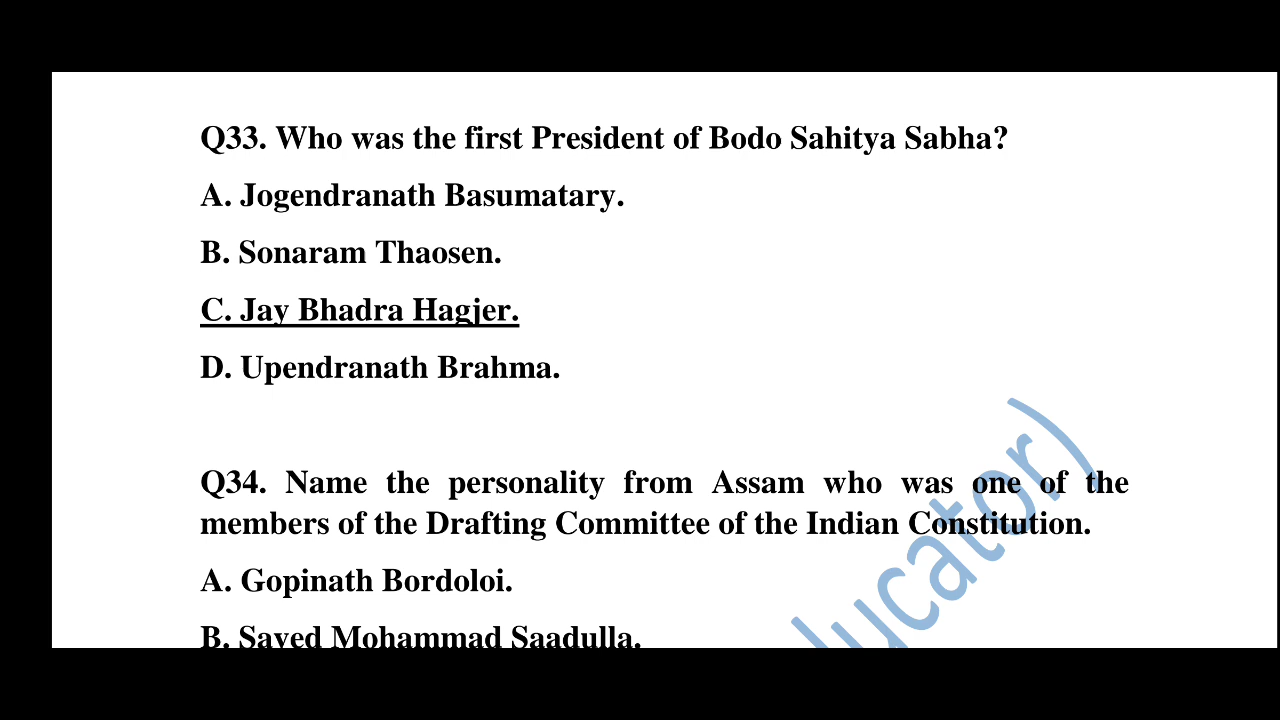 Q33. Who was the first President of Bodo Sahitya Sabha?
A. Jogendranath Basumatary.
B. Sonaram Thaosen.
C. Jay Bhadra Hagjer.
D. Upendranath Brahma.
Q34. Name the personality from Assam who was one of the
members of the Drafting Committee of the Indian Constitution.
A. Gopinath Bordoloi.
B. Sayed Mohammad Saadulla.
ucator)